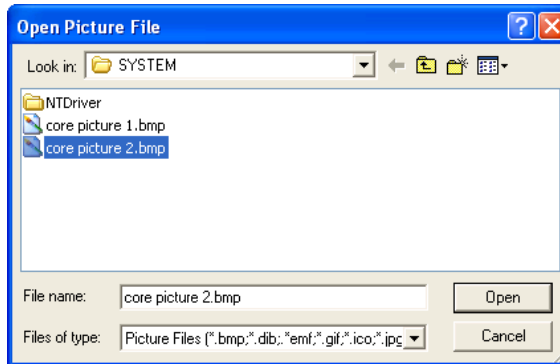 Open Picture File
Look in: SYSTEM
NTDriver
core picture 1.bmp
core picture 2.bmp
File name: core picture 2.bmp Open
Files of type: Picture Files (*.bmp;*.dib;.*emf;*.gif;*.ico;*.jpg Cancel